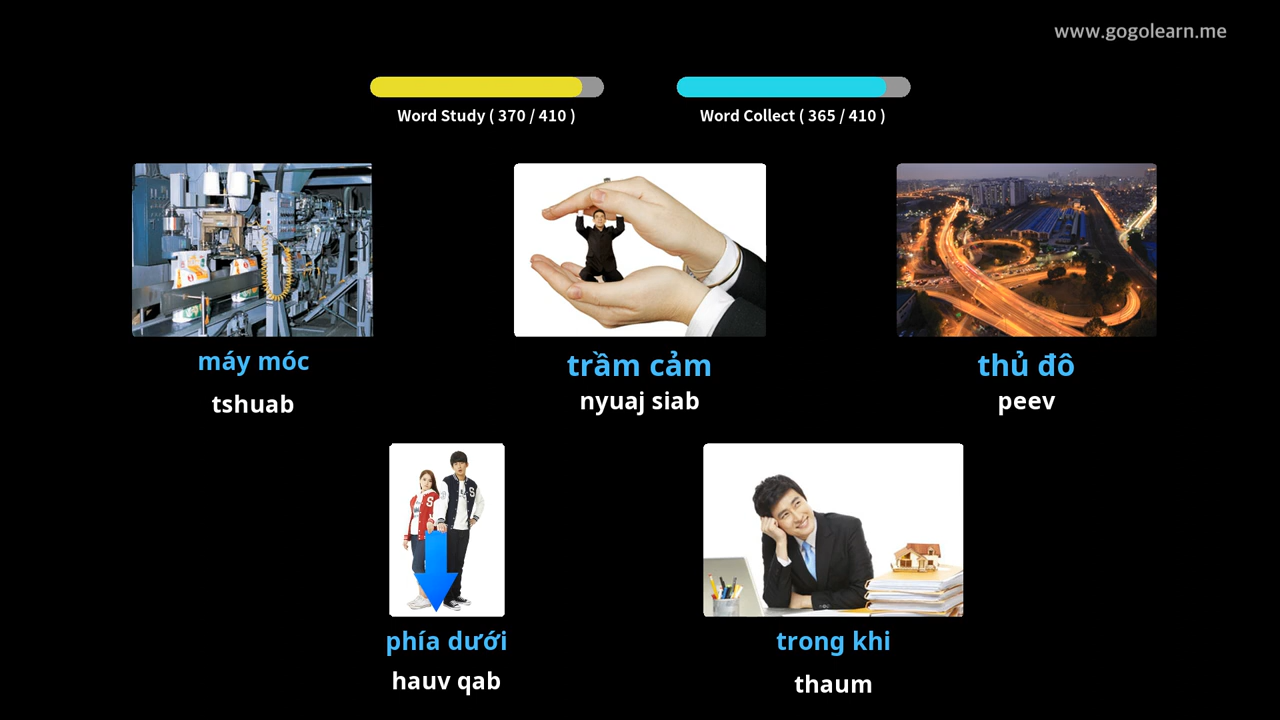 www.gogolearn.me
Word Study ( 370 / 410 )
Word Collect ( 365 / 410 )
máy móc
tshuab
trầm cảm
nyuaj siab
thủ đô
peev
phía dưới
hauv qab
trong khi
thaum